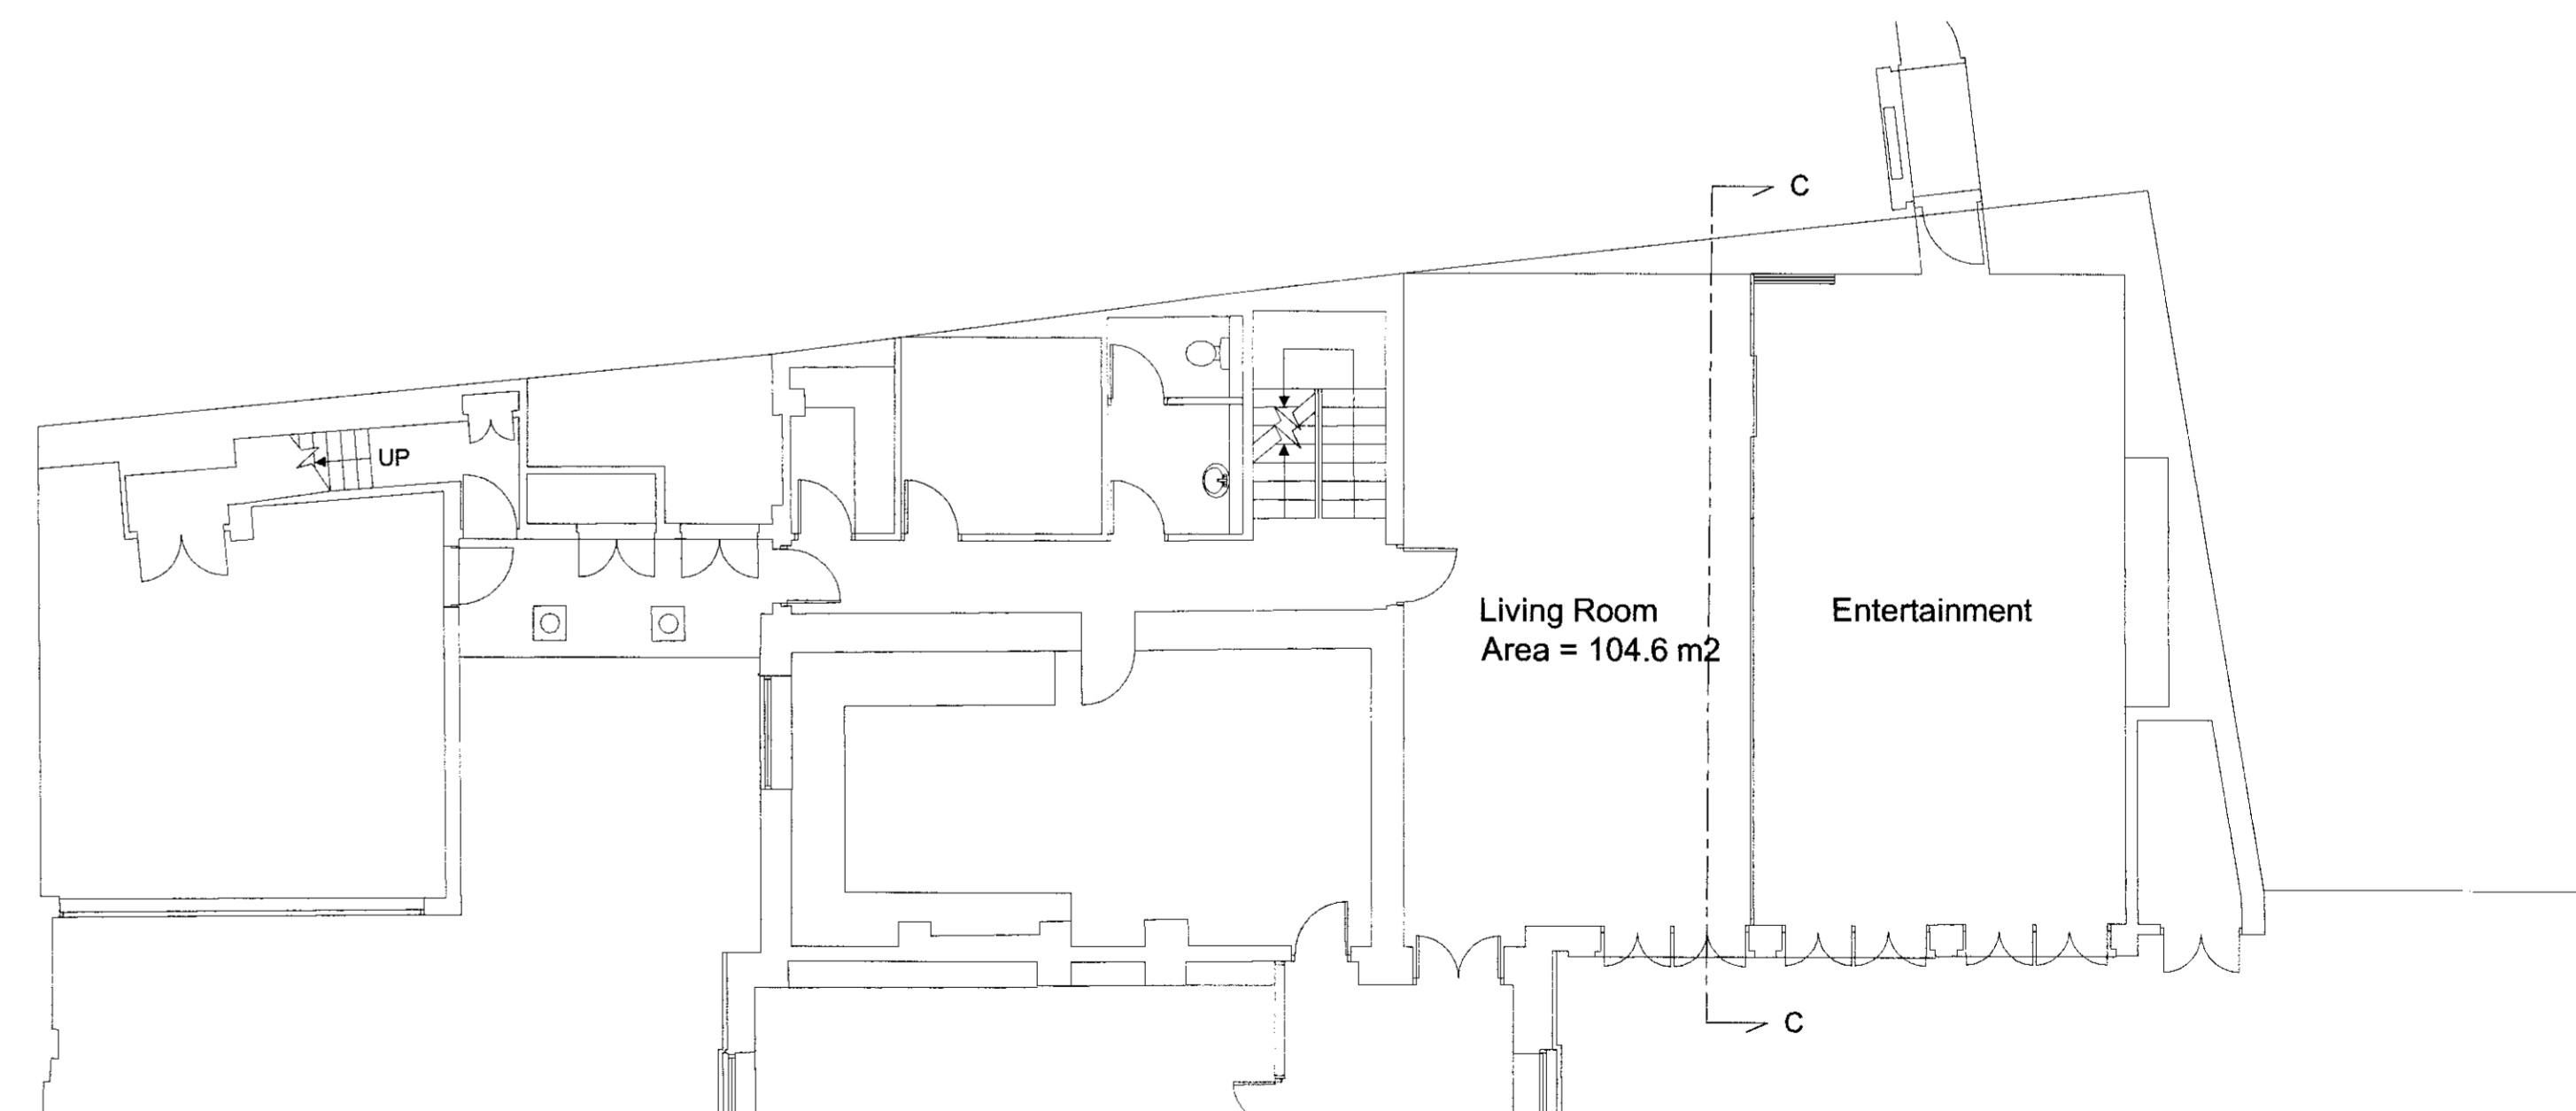 C
UP
Living Room
Area = 104.6 m2
Entertainment
C